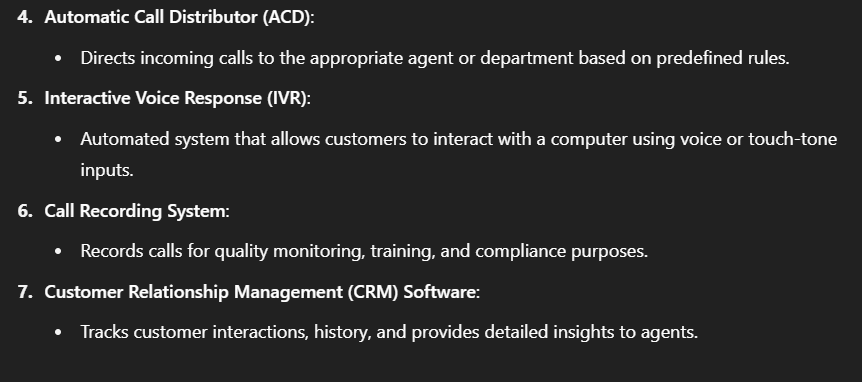 4. Automatic Call Distributor (ACD):
• Directs incoming calls to the appropriate agent or department based on predefined rules.
5. Interactive Voice Response (IVR):
• Automated system that allows customers to interact with a computer using voice or touch-tone
inputs.
6. Call Recording System:
• Records calls for quality monitoring, training, and compliance purposes.
7. Customer Relationship Management (CRM) Software:
• Tracks customer interactions, history, and provides detailed insights to agents.